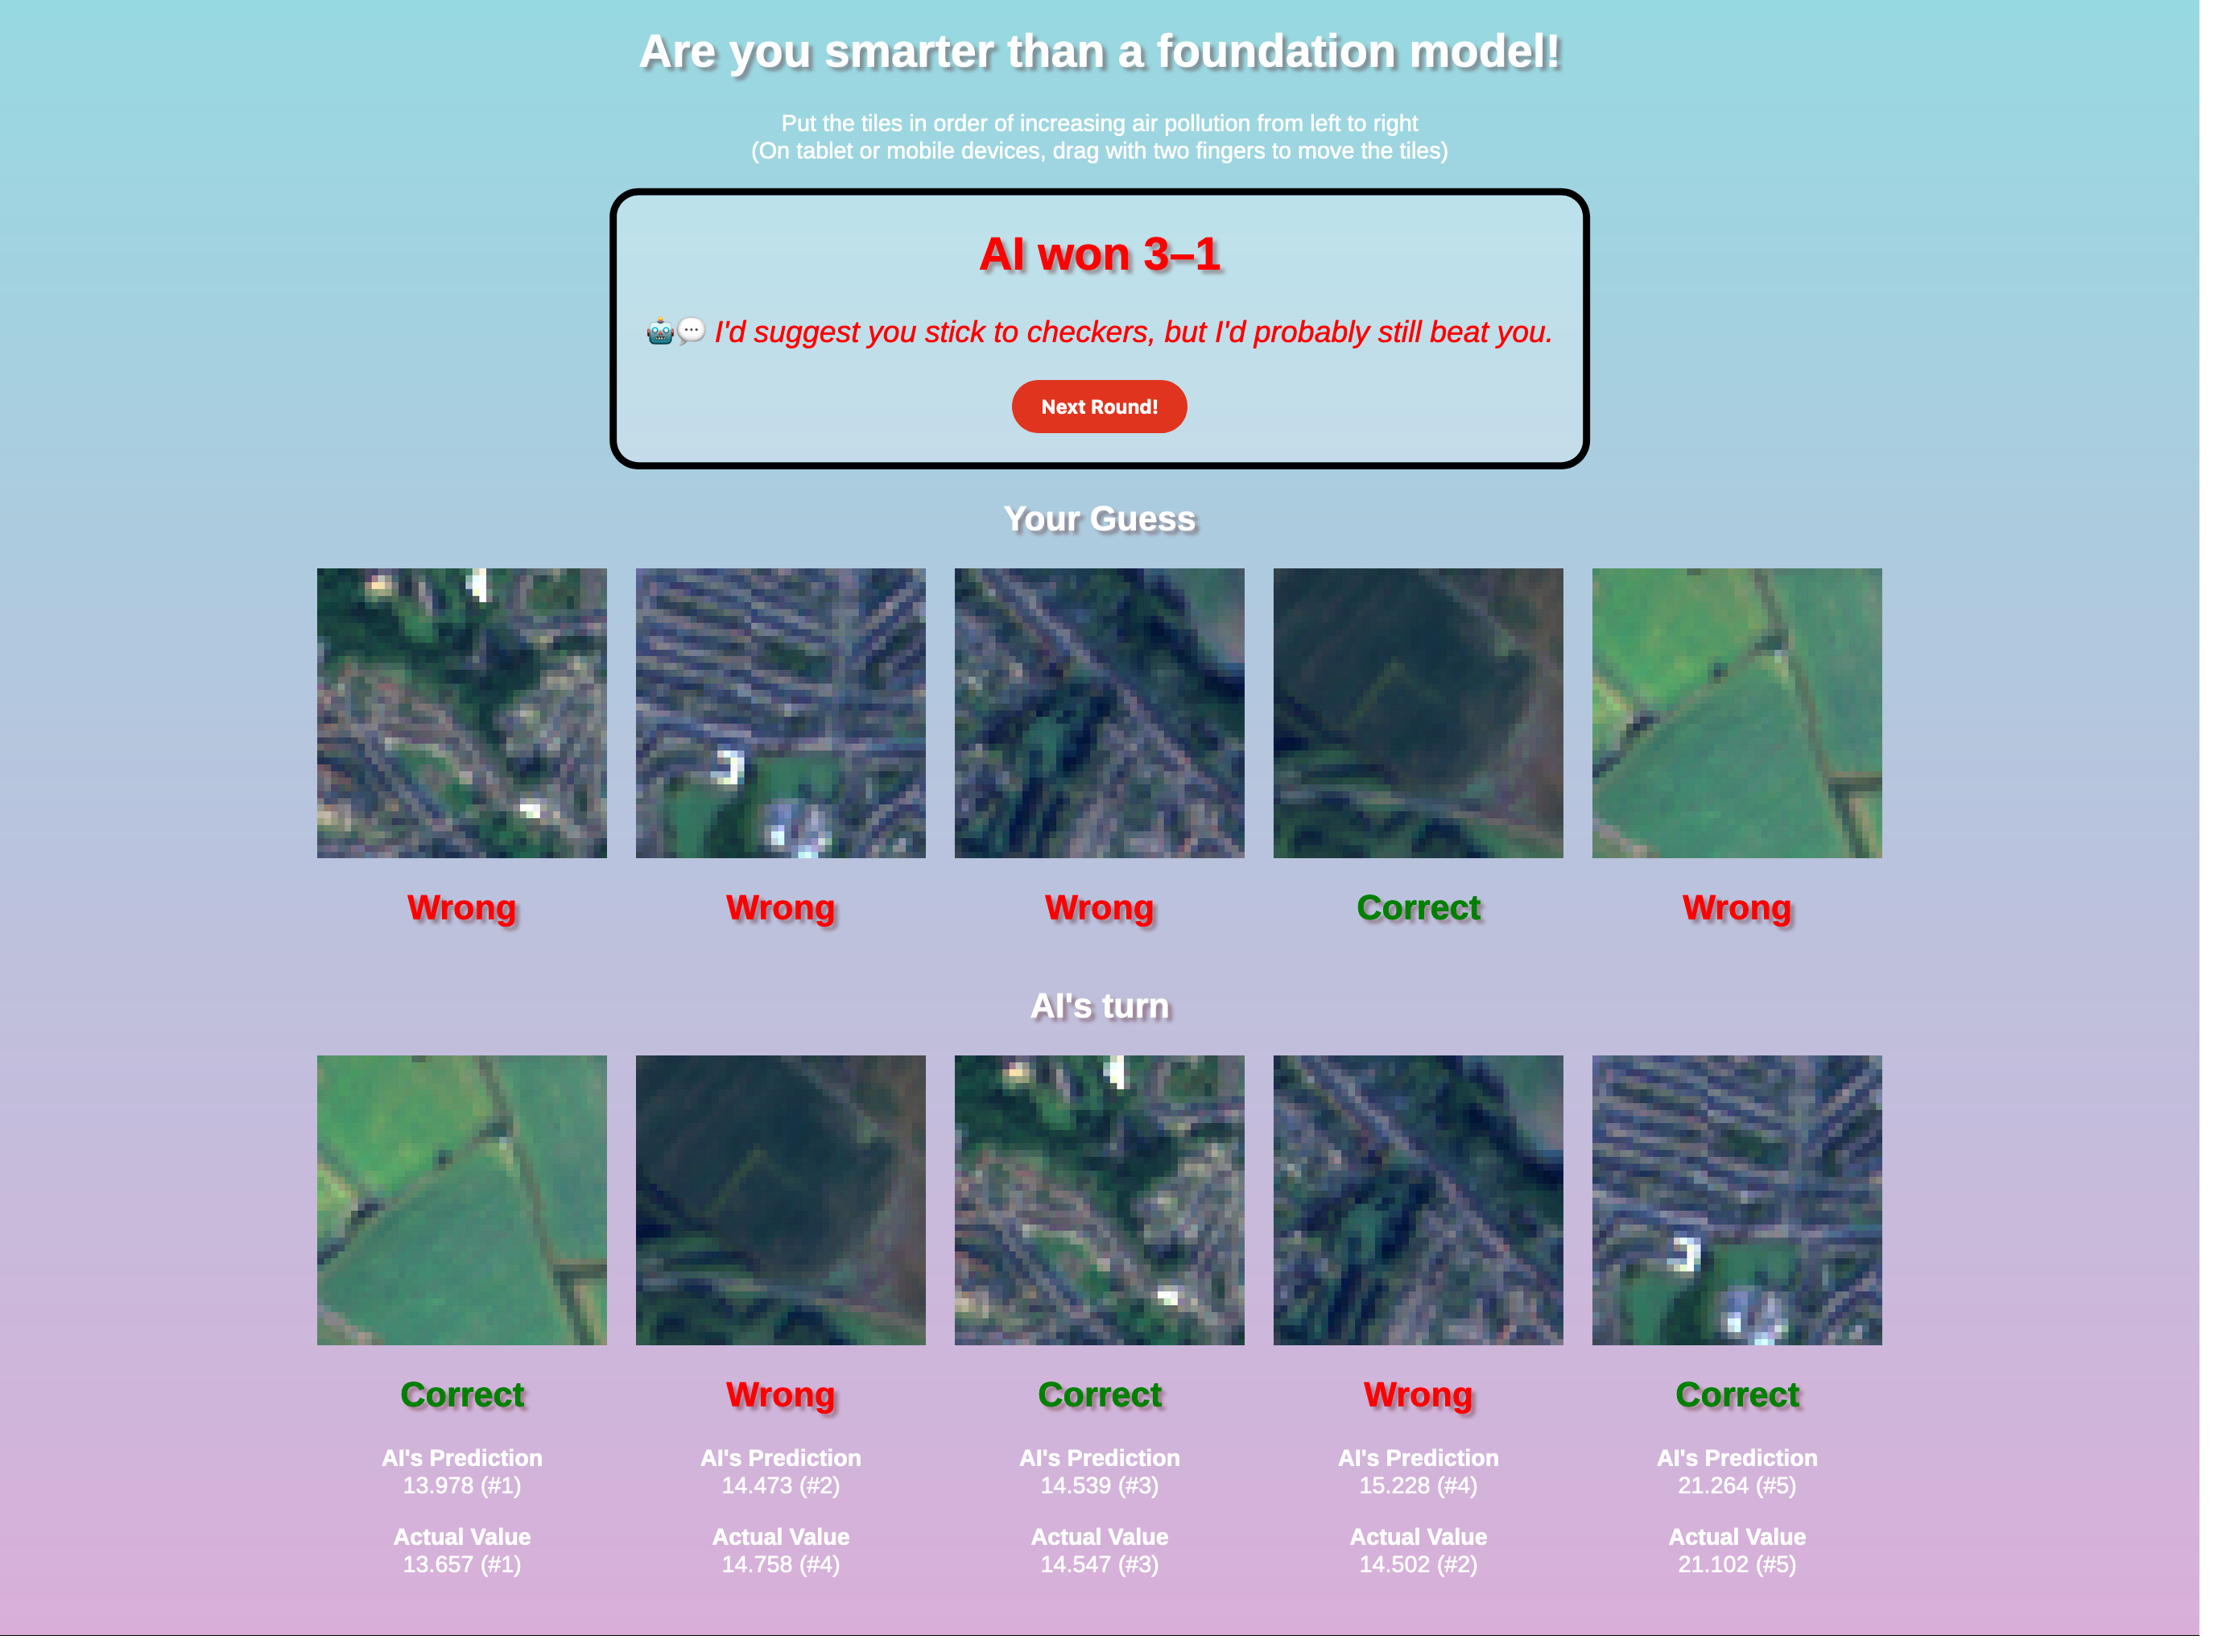 Are you smarter than a foundation model!
Put the tiles in order of increasing air pollution from left to right
(On tablet or mobile devices, drag with two fingers to move the tiles)
AI won 3–1
🤖💬 I'd suggest you stick to checkers, but I'd probably still beat you.
Next Round!
Your Guess
Wrong Wrong Wrong Correct Wrong
AI's turn
Correct Wrong Correct Wrong Correct
AI's Prediction AI's Prediction AI's Prediction AI's Prediction AI's Prediction
13.978 (#1) 14.473 (#2) 14.539 (#3) 15.228 (#4) 21.264 (#5)
Actual Value Actual Value Actual Value Actual Value Actual Value
13.657 (#1) 14.758 (#4) 14.547 (#3) 14.502 (#2) 21.102 (#5)